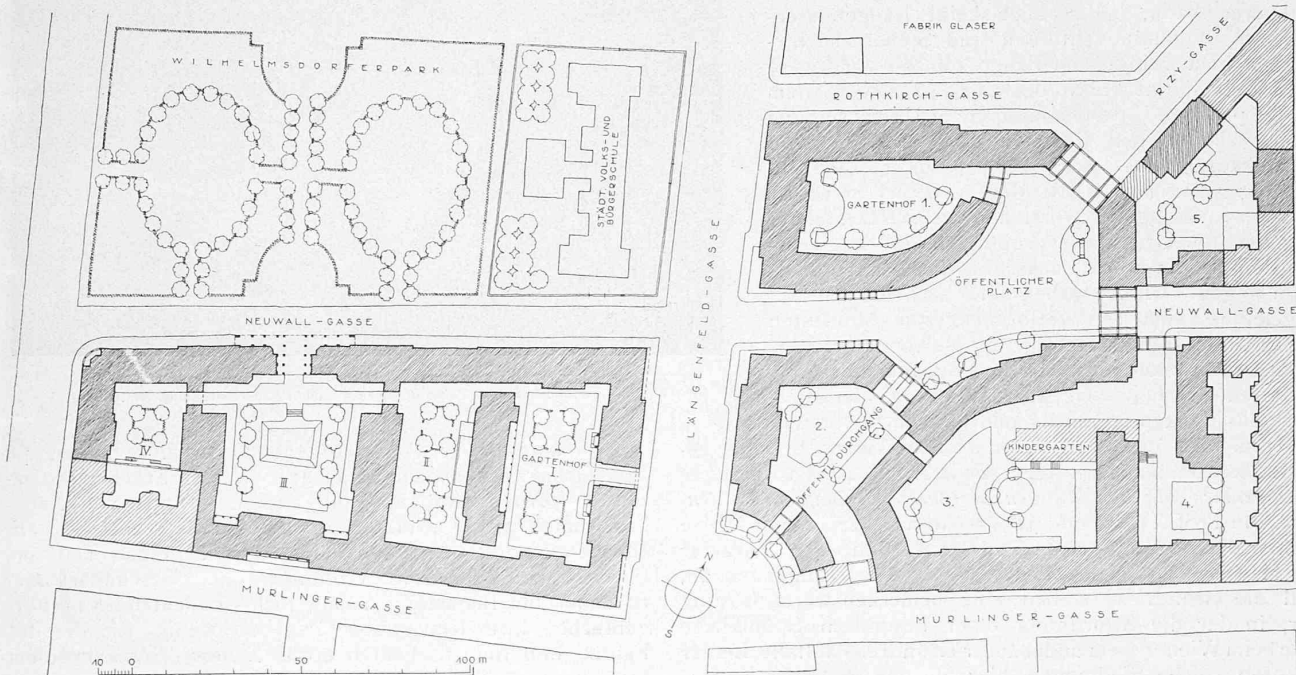 FABRIK GLASER
WILHELMSDORFERPARK
STÄDT. VOLKS- UND
BÜRGERSCHULE
ROTHKIRCH-GASSE
RIZY-GASSE
GARTENHOF 1.
5.
ÖFFENTLICHER
PLATZ
NEUWALL-GASSE
NEUWALL-GASSE
LÄNGENFELD-GASSE
IV.
III.
II.
GARTENHOF
I.
2.
ÖFFENTL. DURCHGANG
KINDERGARTEN
3.
4.
MURLINGER-GASSE
MURLINGER-GASSE
N
S
10 0 50 100 m